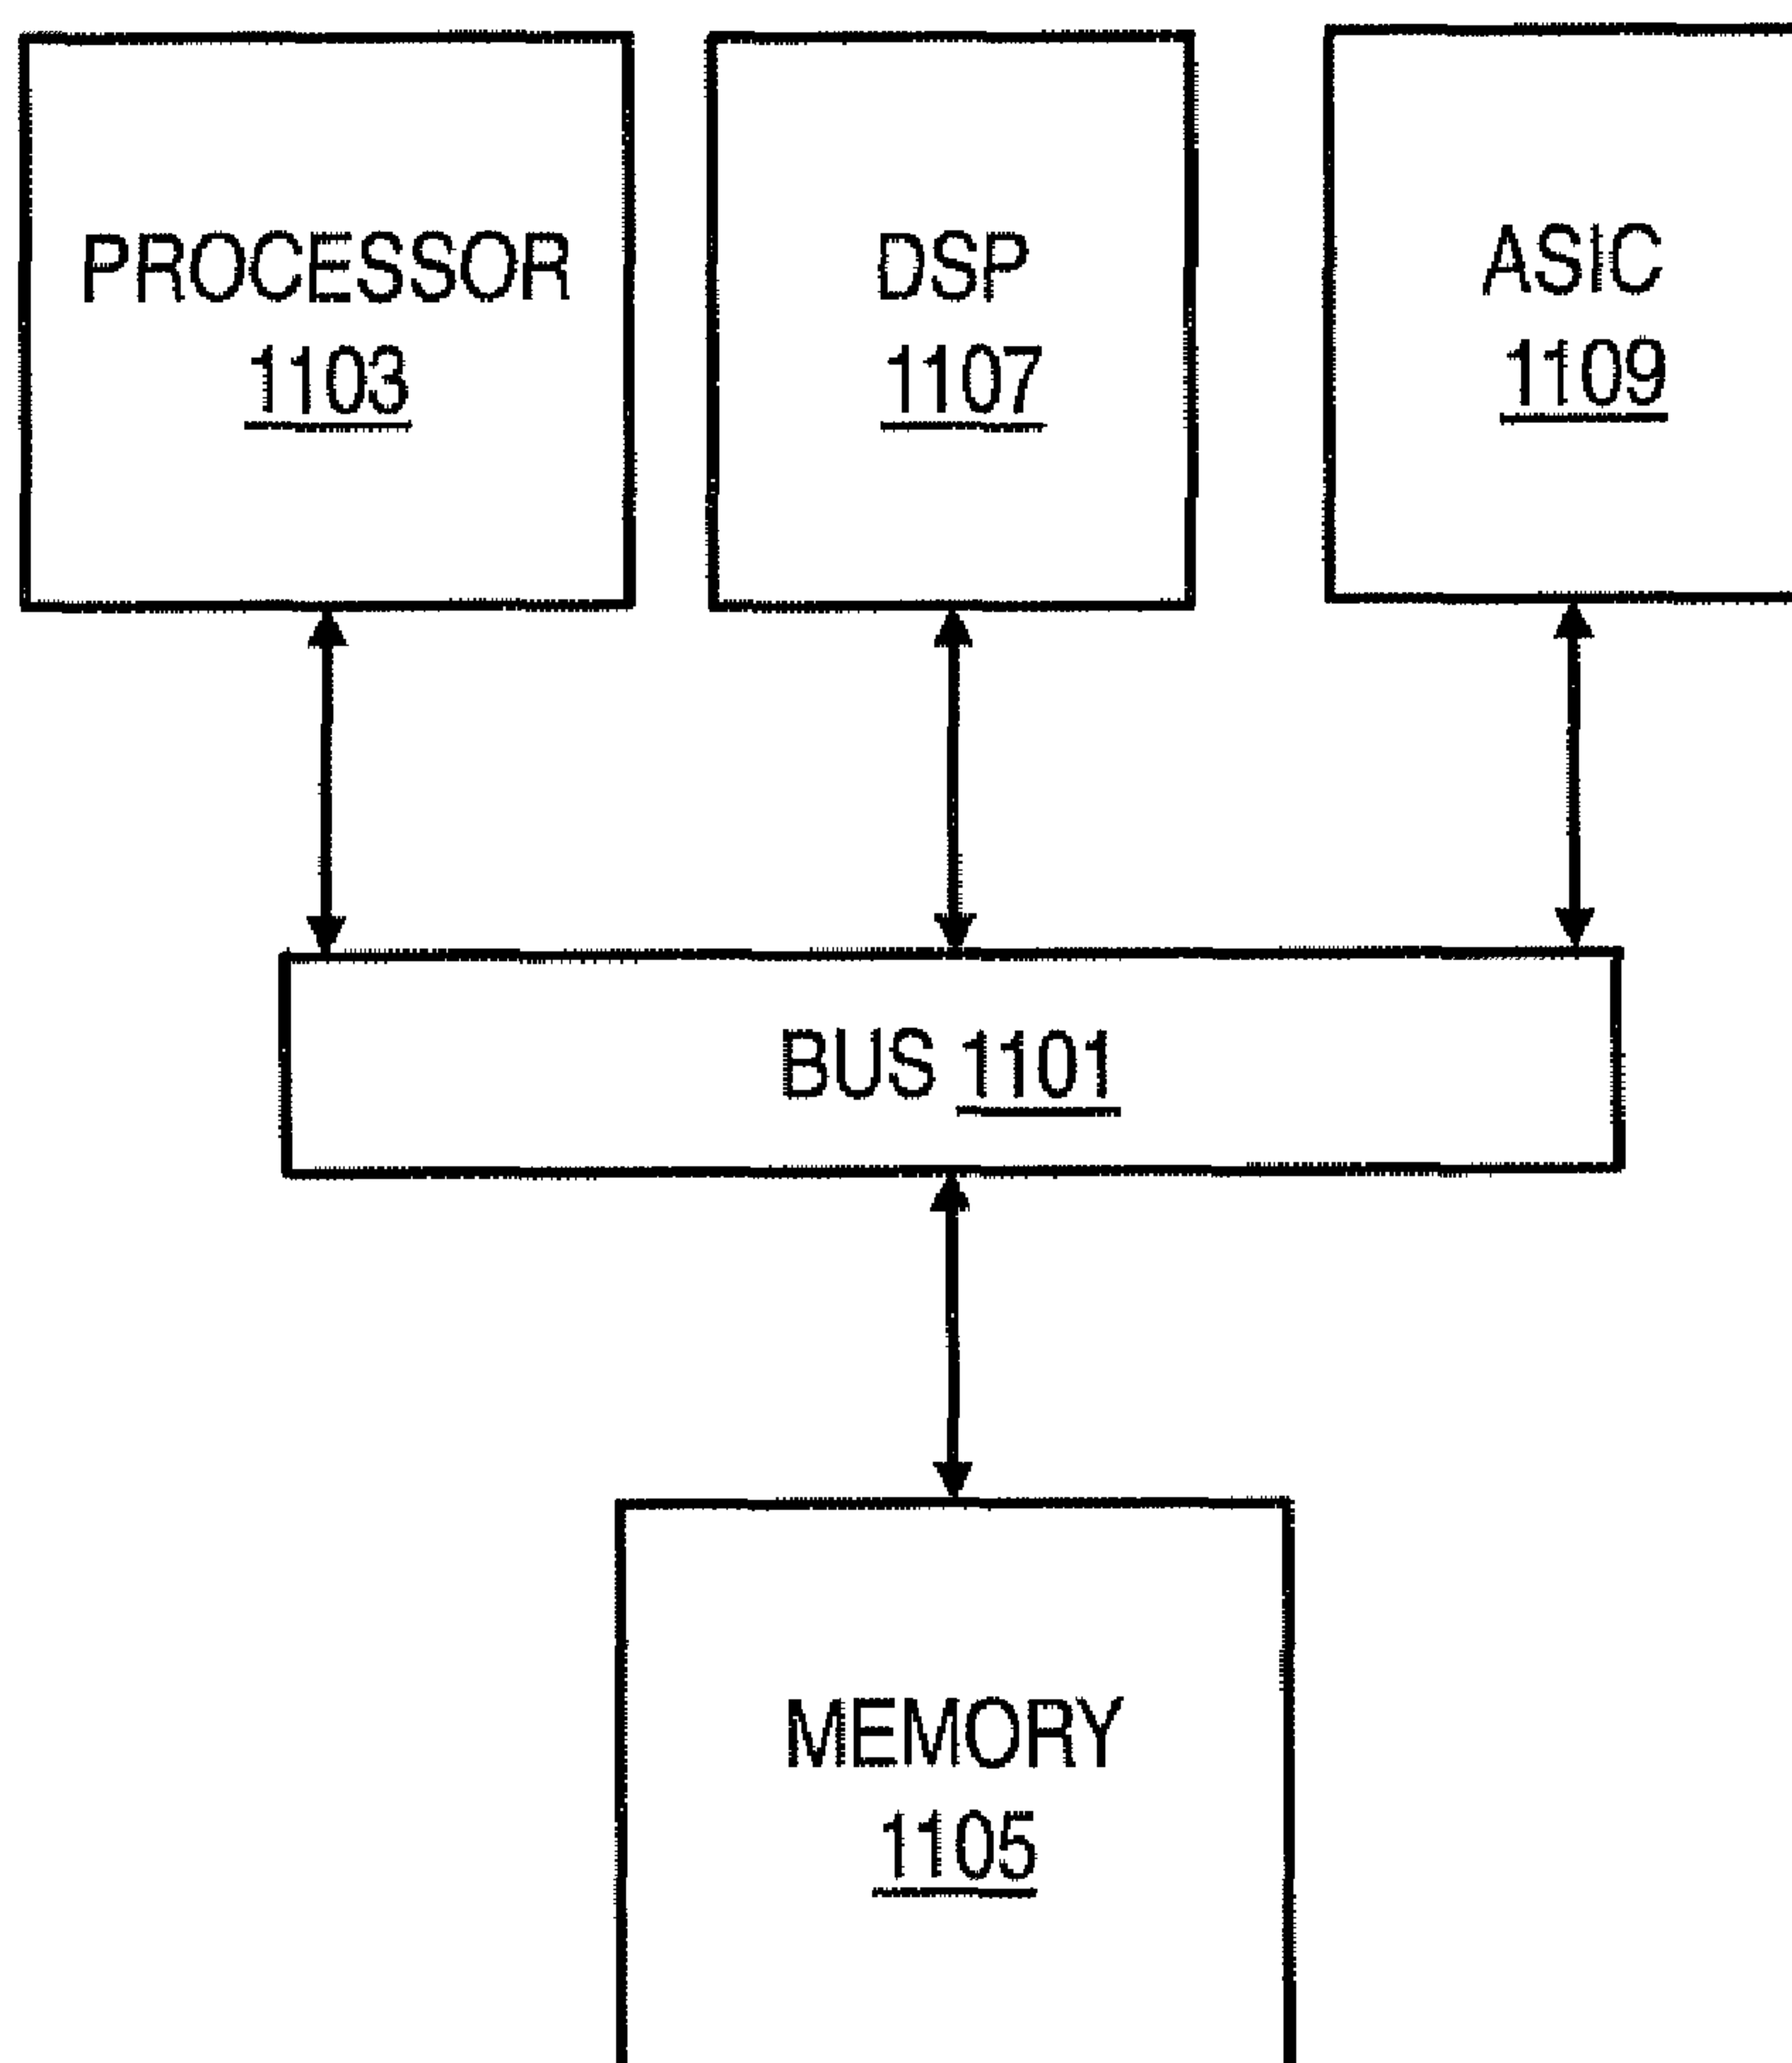 PROCESSOR
1103
DSP
1107
ASIC
1109
BUS 1101
MEMORY
1105